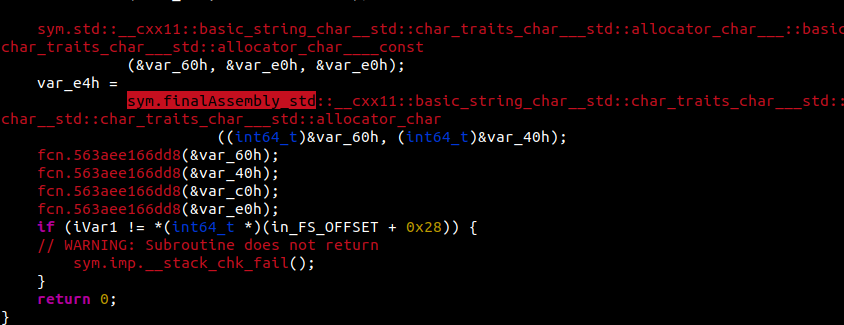 sym.std::__cxx11::basic_string_char__std::char_traits_char___std::allocator_char___::basic
char_traits_char___std::allocator_char____const
(&var_60h, &var_e0h, &var_e0h);
var_e4h =
sym.finalAssembly_std::__cxx11::basic_string_char__std::char_traits_char___std::
char__std::char_traits_char___std::allocator_char
((int64_t)&var_60h, (int64_t)&var_40h);
fcn.563aee166dd8(&var_60h);
fcn.563aee166dd8(&var_40h);
fcn.563aee166dd8(&var_c0h);
fcn.563aee166dd8(&var_e0h);
if (iVar1 != *(int64_t *)(in_FS_OFFSET + 0x28)) {
// WARNING: Subroutine does not return
sym.imp.__stack_chk_fail();
}
return 0;
}